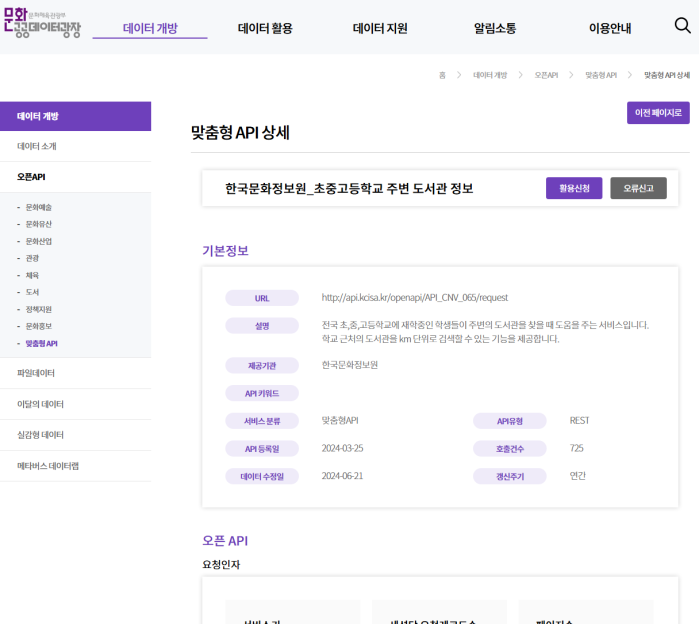 문화체육관광부
문화공공데이터광장
데이터 개방
데이터 활용
데이터 지원
알림소통
이용안내
홈 > 데이터 개방 > 오픈API > 맞춤형 API > 맞춤형 API 상세
데이터 개방
데이터 소개
오픈API
- 문화예술
- 문화유산
- 문화산업
- 관광
- 체육
- 도서
- 정책지원
- 문화홍보
- 맞춤형 API
파일데이터
이달의 데이터
실감형 데이터
메타버스 데이터랩
이전 페이지로
맞춤형 API 상세
한국문화정보원_초중고등학교 주변 도서관 정보
활용신청
오류신고
기본정보
URL http://api.kcisa.kr/openapi/API_CNV_065/request
설명 전국 초,중,고등학교에 재학중인 학생들이 주변의 도서관을 찾을 때 도움을 주는 서비스입니다.
학교 근처의 도서관을 km 단위로 검색할 수 있는 기능을 제공합니다.
제공기관 한국문화정보원
API 키워드
서비스 분류 맞춤형API API유형 REST
API 등록일 2024-03-25 호출건수 725
데이터 수정일 2024-06-21 갱신주기 연간
오픈 API
요청인자